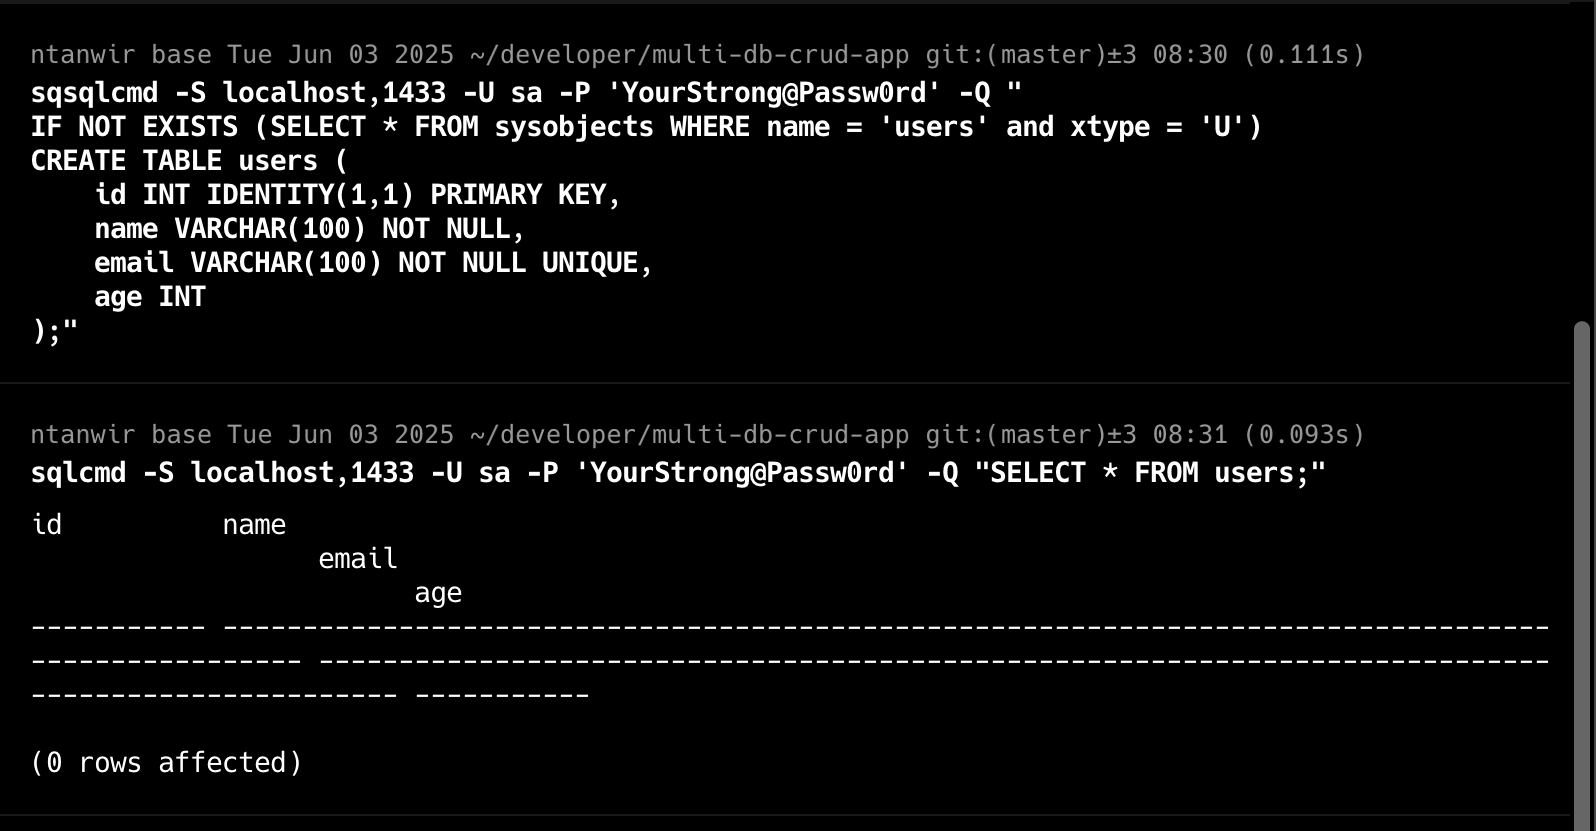 ntanwir base Tue Jun 03 2025 ~/developer/multi-db-crud-app git:(master)±3 08:30 (0.111s)
sqsqlcmd -S localhost,1433 -U sa -P 'YourStrong@Passw0rd' -Q "
IF NOT EXISTS (SELECT * FROM sysobjects WHERE name = 'users' and xtype = 'U')
CREATE TABLE users (
    id INT IDENTITY(1,1) PRIMARY KEY,
    name VARCHAR(100) NOT NULL,
    email VARCHAR(100) NOT NULL UNIQUE,
    age INT
);"
ntanwir base Tue Jun 03 2025 ~/developer/multi-db-crud-app git:(master)±3 08:31 (0.093s)
sqlcmd -S localhost,1433 -U sa -P 'YourStrong@Passw0rd' -Q "SELECT * FROM users;"
id          name
                  email
                        age
----------- -----------------------------------------------------------------------------------
----------------- -----------------------------------------------------------------------------
----------------------- -----------
(0 rows affected)